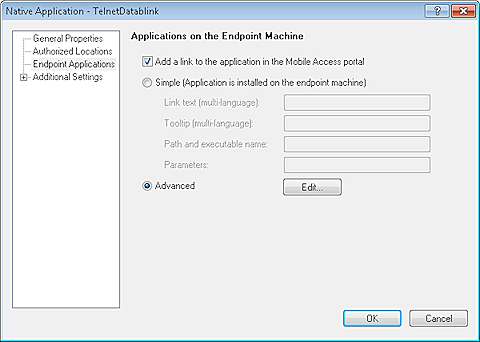 Native Application - TelnetDatablink
General Properties
Authorized Locations
Endpoint Applications
Additional Settings
Applications on the Endpoint Machine
Add a link to the application in the Mobile Access portal
Simple (Application is installed on the endpoint machine)
Link text (multi-language):
Tooltip (multi-language):
Path and executable name:
Parameters:
Advanced
Edit...
OK
Cancel